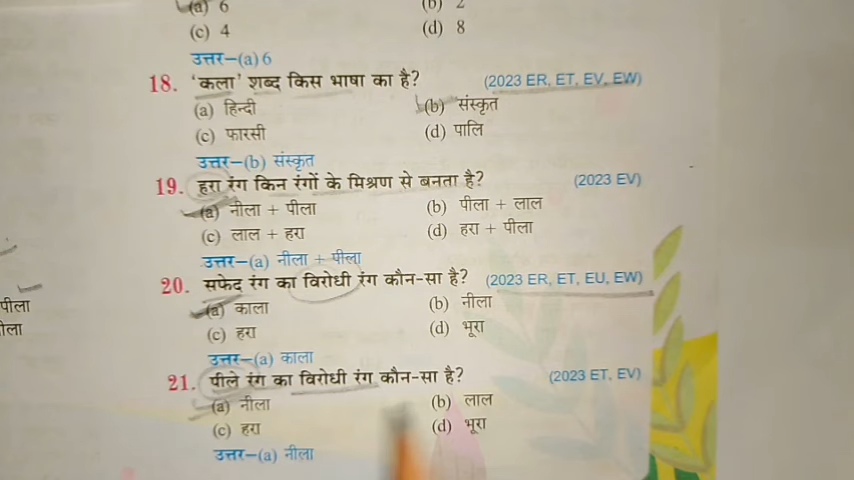 (a) 6 (b) 2
(c) 4 (d) 8
उत्तर–(a) 6
18. 'कला' शब्द किस भाषा का है? (2023 ER, ET, EV, EW)
(a) हिन्दी (b) संस्कृत
(c) फारसी (d) पालि
उत्तर–(b) संस्कृत
19. हरा रंग किन रंगों के मिश्रण से बनता है? (2023 EV)
(a) नीला + पीला (b) पीला + लाल
(c) लाल + हरा (d) हरा + पीला
उत्तर–(a) नीला + पीला
20. सफेद रंग का विरोधी रंग कौन-सा है? (2023 ER, ET, EU, EW)
(a) काला (b) नीला
(c) हरा (d) भूरा
उत्तर–(a) काला
21. पीले रंग का विरोधी रंग कौन-सा है? (2023 ET, EV)
(a) नीला (b) लाल
(c) हरा (d) भूरा
उत्तर–(a) नीला
पीला